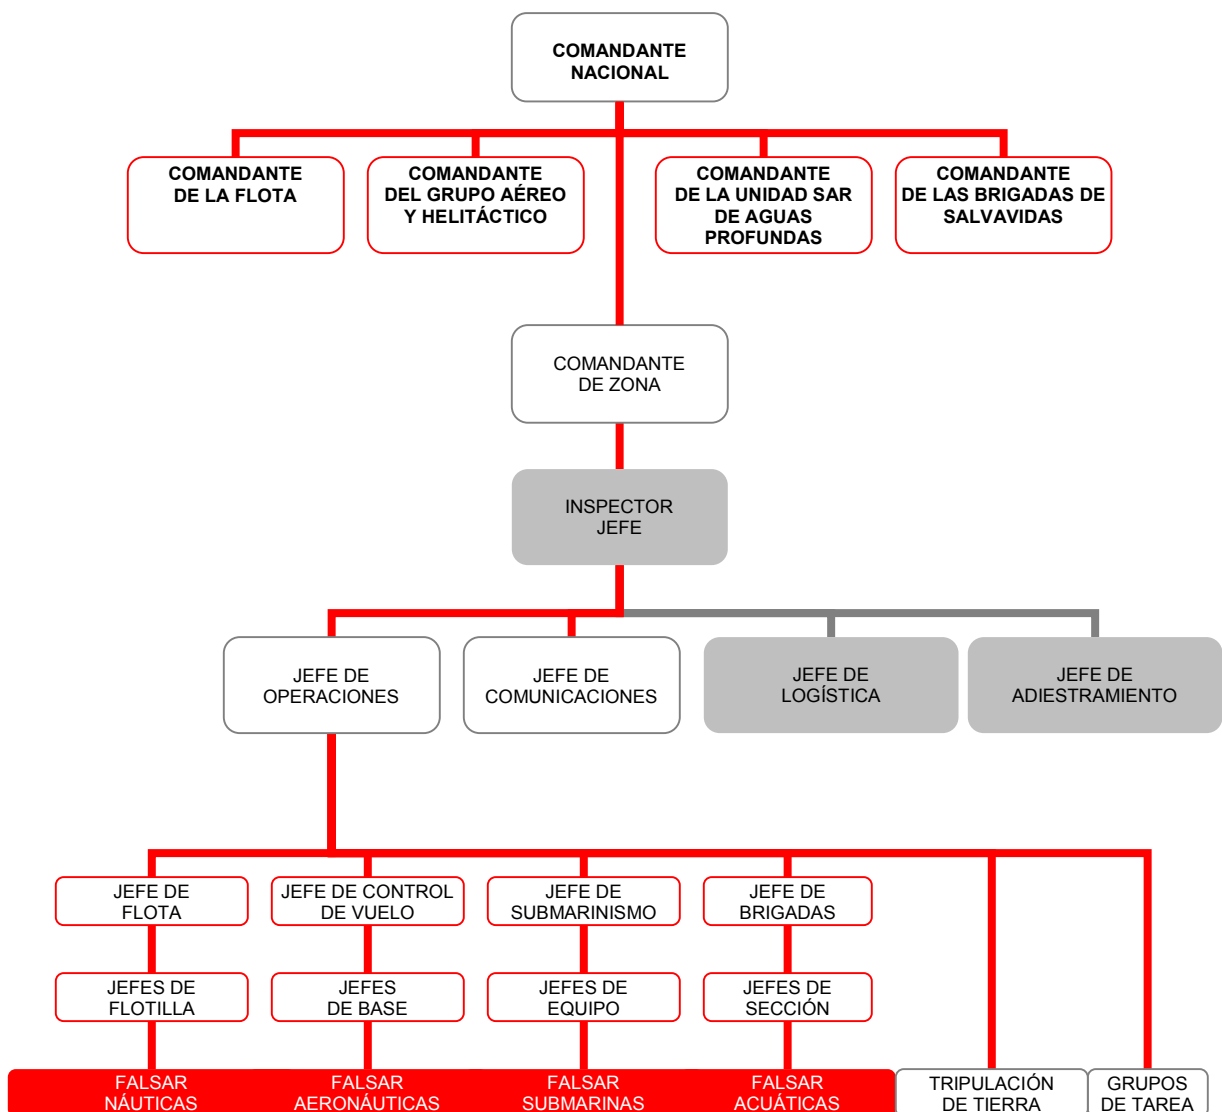 COMANDANTE
NACIONAL
COMANDANTE
DE LA FLOTA
COMANDANTE
DEL GRUPO AÉREO
Y HELITÁCTICO
COMANDANTE
DE LA UNIDAD SAR
DE AGUAS
PROFUNDAS
COMANDANTE
DE LAS BRIGADAS DE
SALVAVIDAS
COMANDANTE
DE ZONA
INSPECTOR
JEFE
JEFE DE
OPERACIONES
JEFE DE
COMUNICACIONES
JEFE DE
LOGÍSTICA
JEFE DE
ADIESTRAMIENTO
JEFE DE
FLOTA
JEFE DE CONTROL
DE VUELO
JEFE DE
SUBMARINISMO
JEFE DE
BRIGADAS
JEFES DE
FLOTILLA
JEFES
DE BASE
JEFES DE
EQUIPO
JEFES DE
SECCIÓN
FALSAR
NÁUTICAS
FALSAR
AERONÁUTICAS
FALSAR
SUBMARINAS
FALSAR
ACUÁTICAS
TRIPULACIÓN
DE TIERRA
GRUPOS
DE TAREA